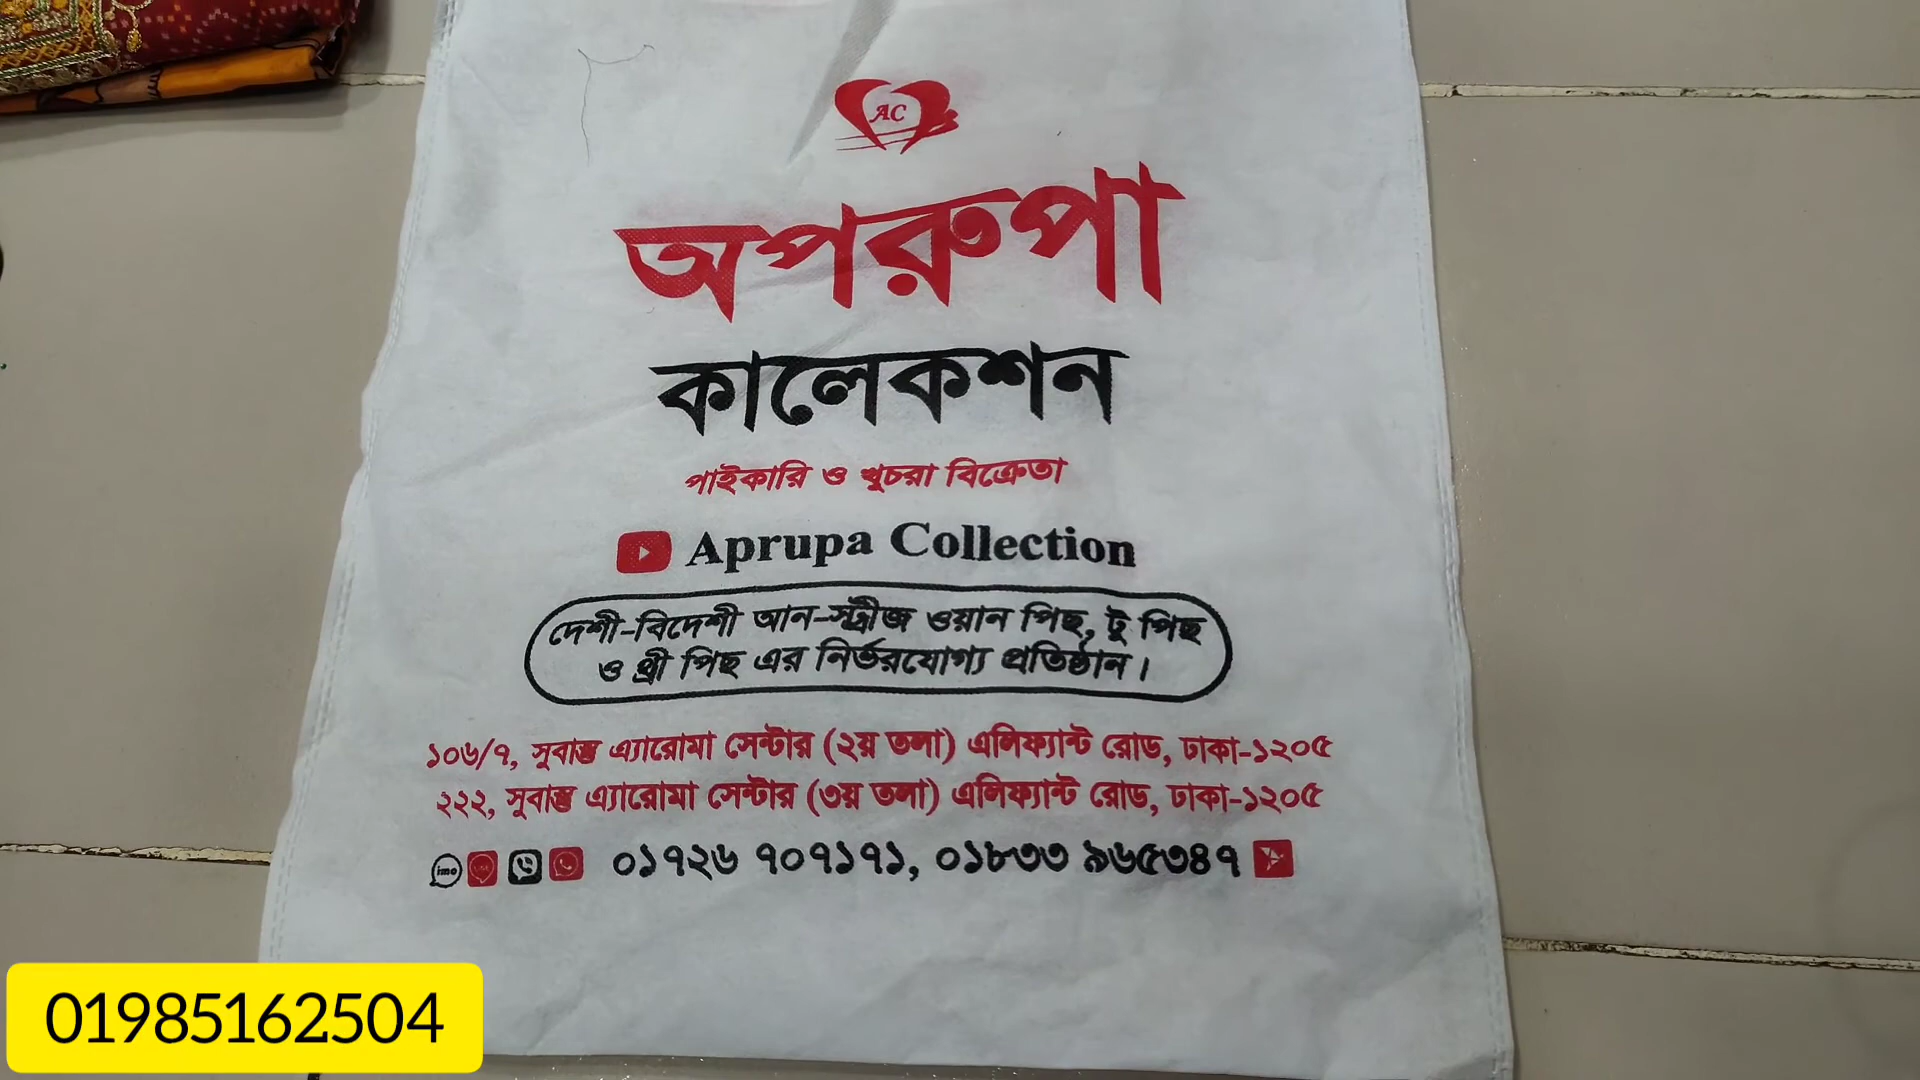 AC
অপরুপা
কালেকশন
পাইকারি ও খুচরা বিক্রেতা
Aprupa Collection
দেশী-বিদেশী আন-স্ট্রীজ ওয়ান পিছ, টু পিছ
ও থ্রী পিছ এর নির্ভরযোগ্য প্রতিষ্ঠান।
১০৬/৭, সুবাস্তু এ্যারোমা সেন্টার (২য় তলা) এলিফ্যান্ট রোড, ঢাকা-১২০৫
২২২, সুবাস্তু এ্যারোমা সেন্টার (৩য় তলা) এলিফ্যান্ট রোড, ঢাকা-১২০৫
imo ০১৭২৬ ৭০৭১৭১, ০১৮৩৩ ৯৬৫৩৪৭
01985162504